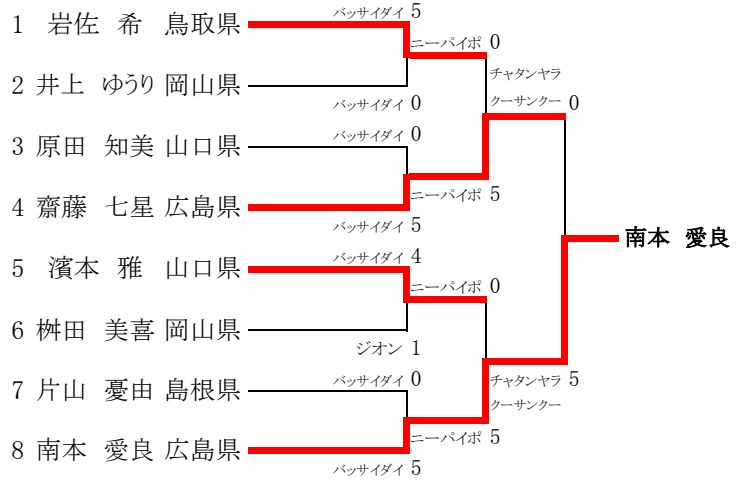 バッサイダイ 5
1 岩佐 希 鳥取県
ニーパイポ 0
チャタンヤラ
2 井上 ゆうり 岡山県
バッサイダイ 0
クーサンクー 0
バッサイダイ 0
3 原田 知美 山口県
ニーパイポ 5
4 齋藤 七星 広島県
バッサイダイ 5
南本 愛良
バッサイダイ 4
5 濱本 雅 山口県
ニーパイポ 0
6 桝田 美喜 岡山県
ジオン 1
バッサイダイ 0
チャタンヤラ 5
7 片山 憂由 島根県
クーサンクー
ニーパイポ 5
8 南本 愛良 広島県
バッサイダイ 5